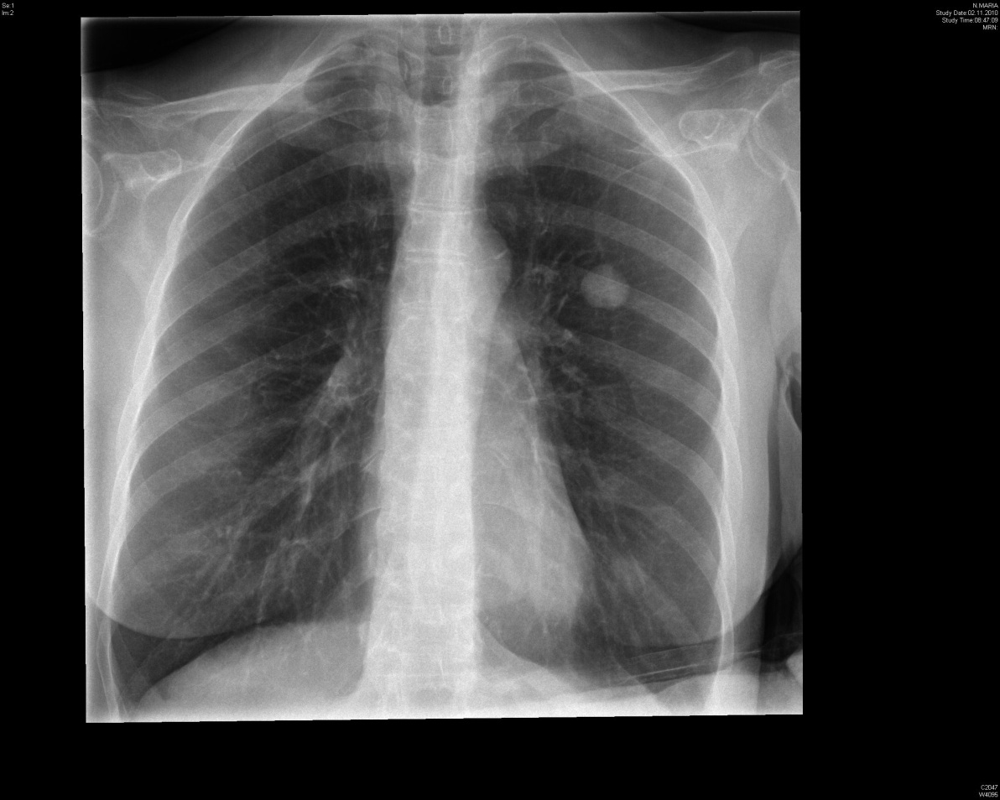 Se:1
Im:2
N.MARIA
Study Date:02.11.2010
Study Time:08:47:09
MRN:
C2047
W4095